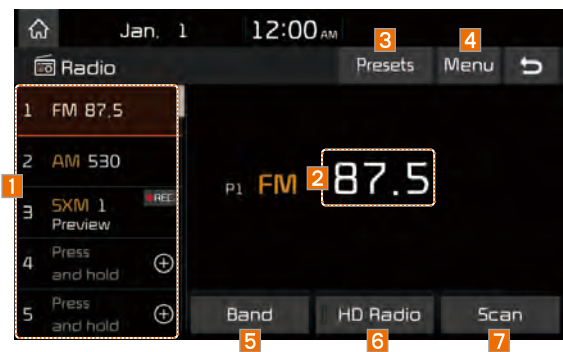 Jan. 1 12:00 AM
3 4
Radio Presets Menu
1 FM 87.5
2 AM 530
1
3 SXM 1 REC
Preview
4 Press
and hold
5 Press
and hold
P1 FM 2 87.5
Band HD Radio Scan
5 6 7